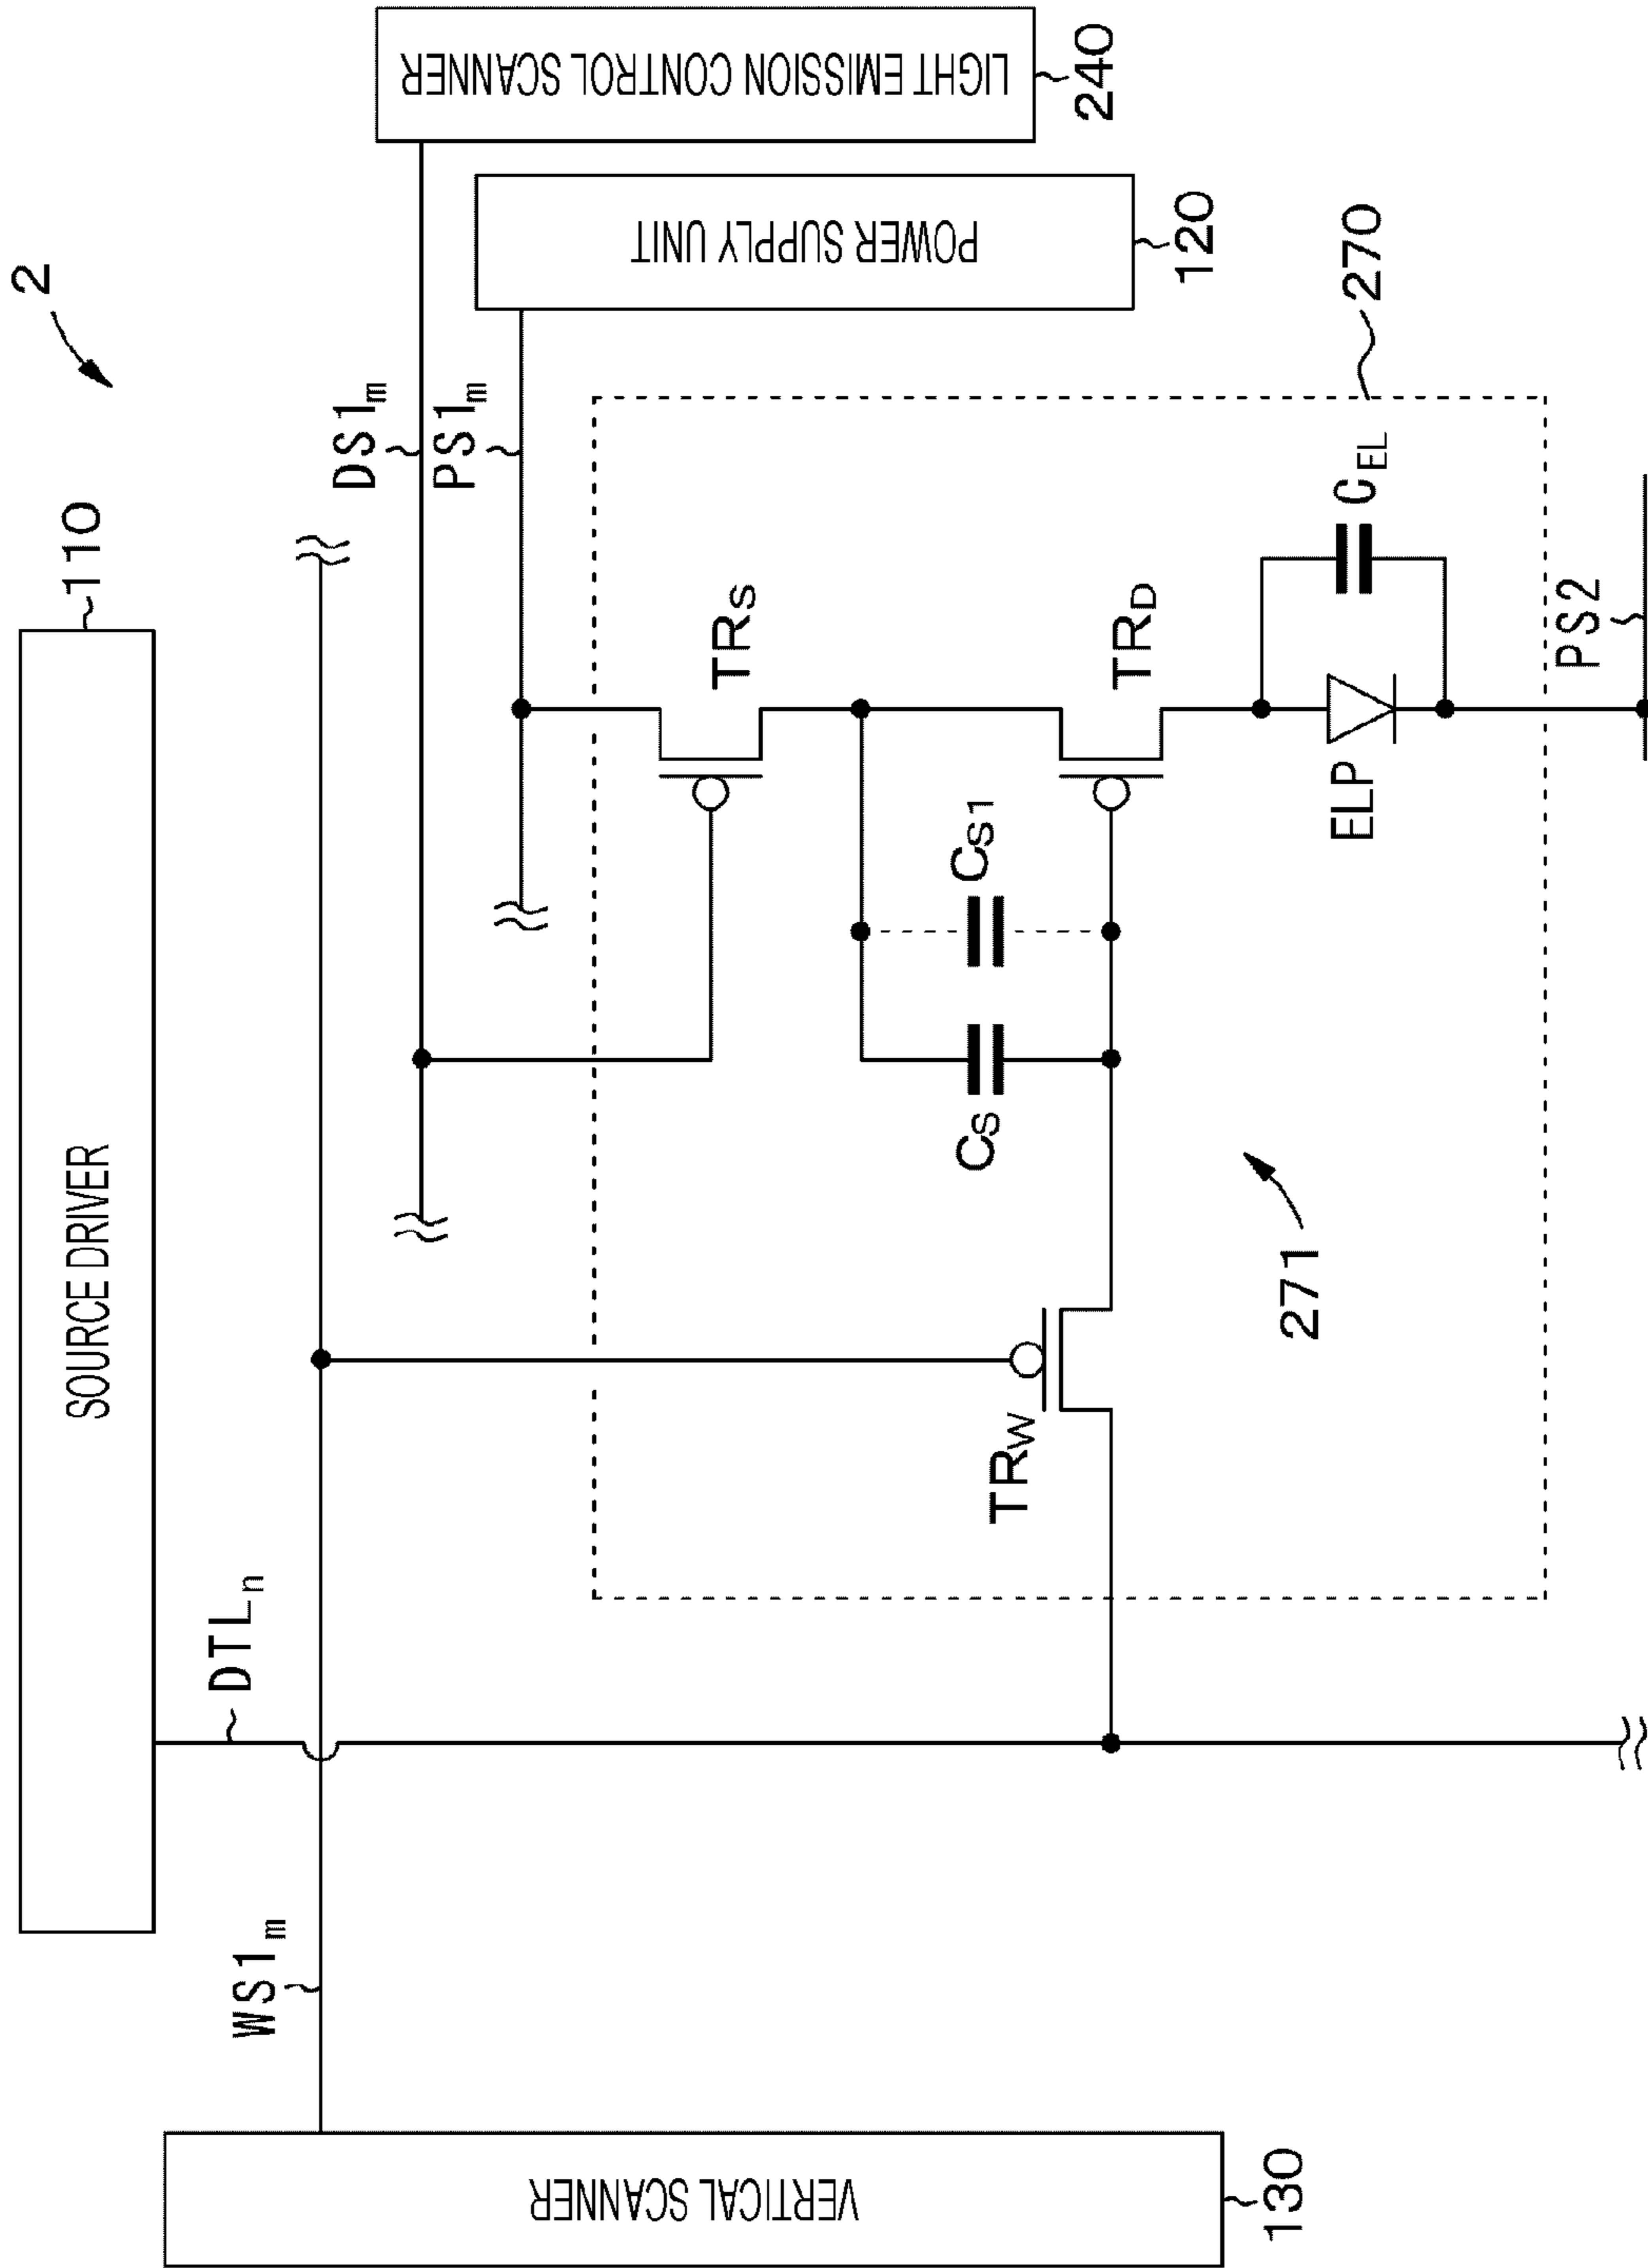 2
SOURCE DRIVER
110
DTLn
WS1m
DS1m
PS1m
LIGHT EMISSION CONTROL SCANNER
240
POWER SUPPLY UNIT
120
VERTICAL SCANNER
130
TRS
TRW
CS
CS1
TRD
ELP
CEL
270
271
PS2